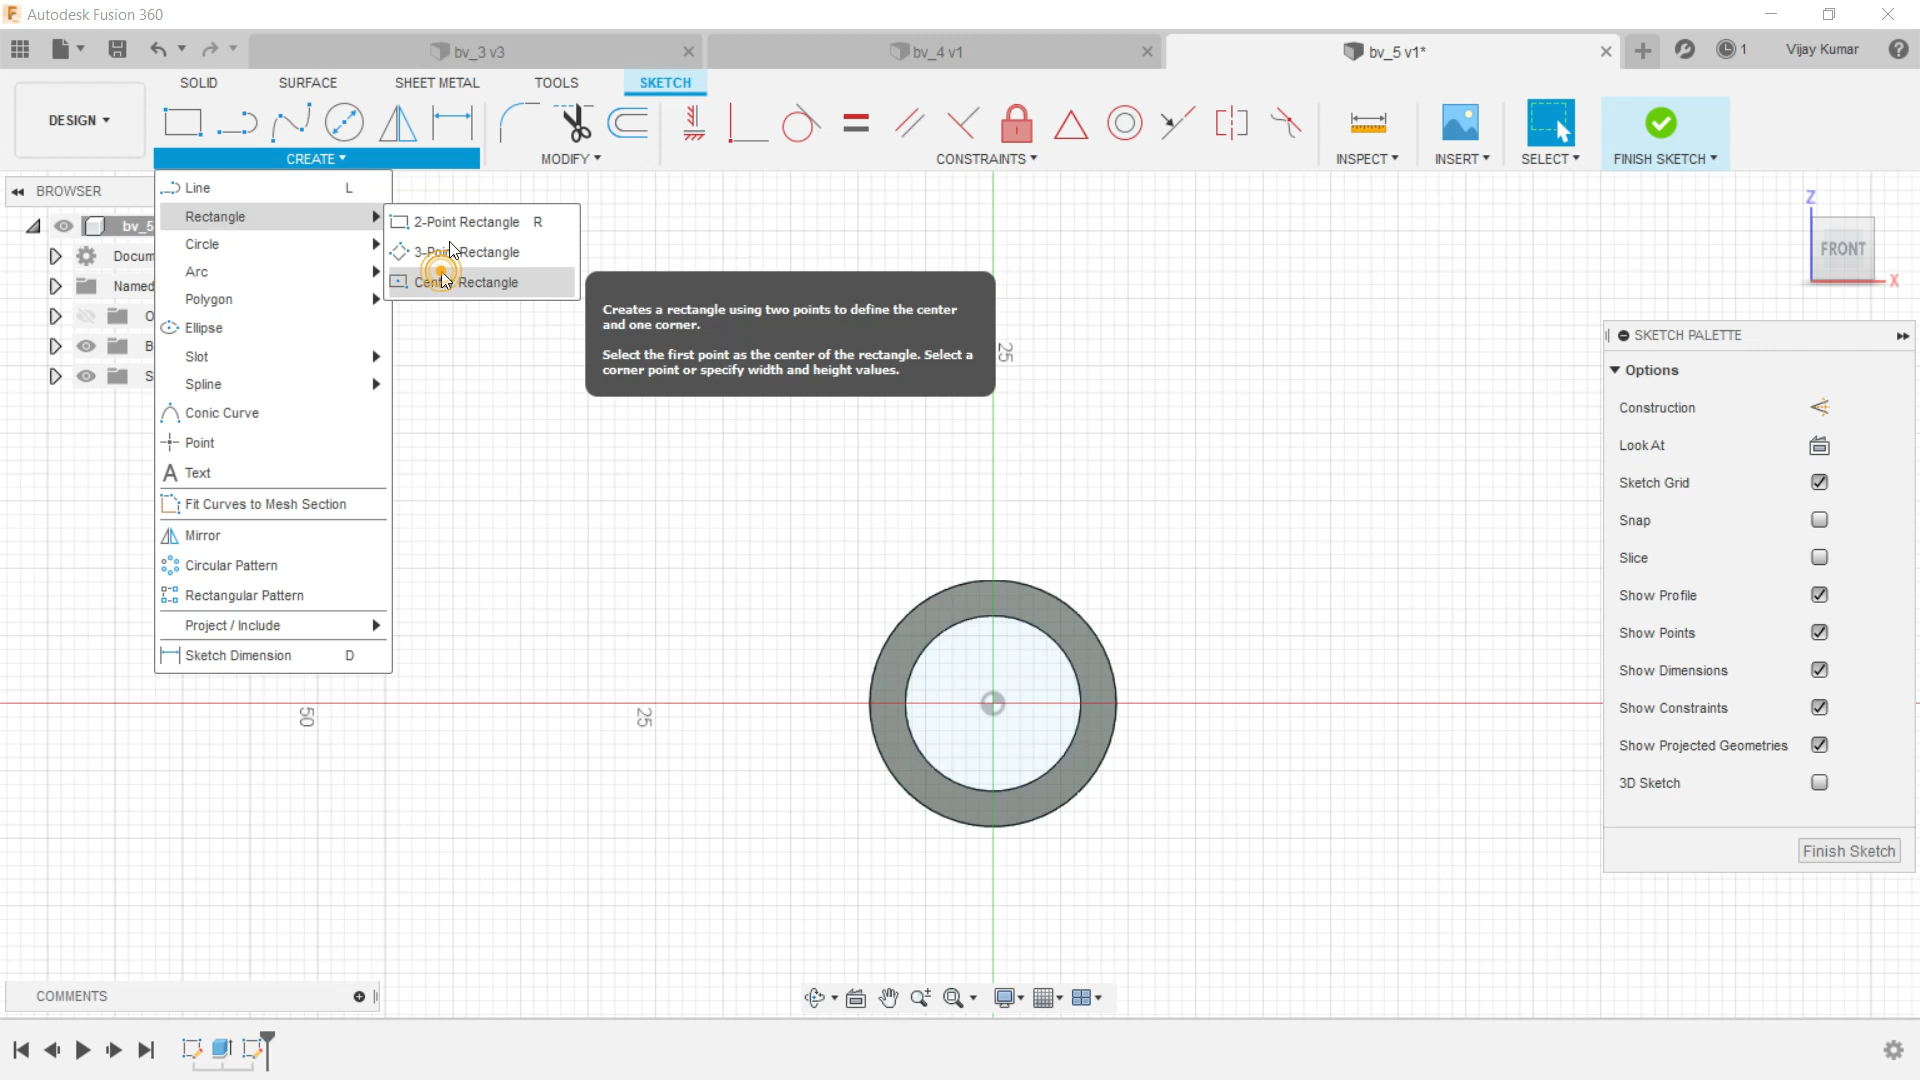 Autodesk Fusion 360
bv_3 v3
bv_4 v1
bv_5 v1*
1
Vijay Kumar
SOLID
SURFACE
SHEET METAL
TOOLS
SKETCH
DESIGN
CREATE
MODIFY
CONSTRAINTS
INSPECT
INSERT
SELECT
FINISH SKETCH
BROWSER
bv_5
Docum
Named
O
B
S
Line L
Rectangle
Circle
Arc
Polygon
Ellipse
Slot
Spline
Conic Curve
Point
Text
Fit Curves to Mesh Section
Mirror
Circular Pattern
Rectangular Pattern
Project / Include
Sketch Dimension D
2-Point Rectangle R
3-Point Rectangle
Center Rectangle
Creates a rectangle using two points to define the center
and one corner.
Select the first point as the center of the rectangle. Select a
corner point or specify width and height values.
25
50
25
Z
FRONT
X
SKETCH PALETTE
Options
Construction
Look At
Sketch Grid
Snap
Slice
Show Profile
Show Points
Show Dimensions
Show Constraints
Show Projected Geometries
3D Sketch
Finish Sketch
COMMENTS